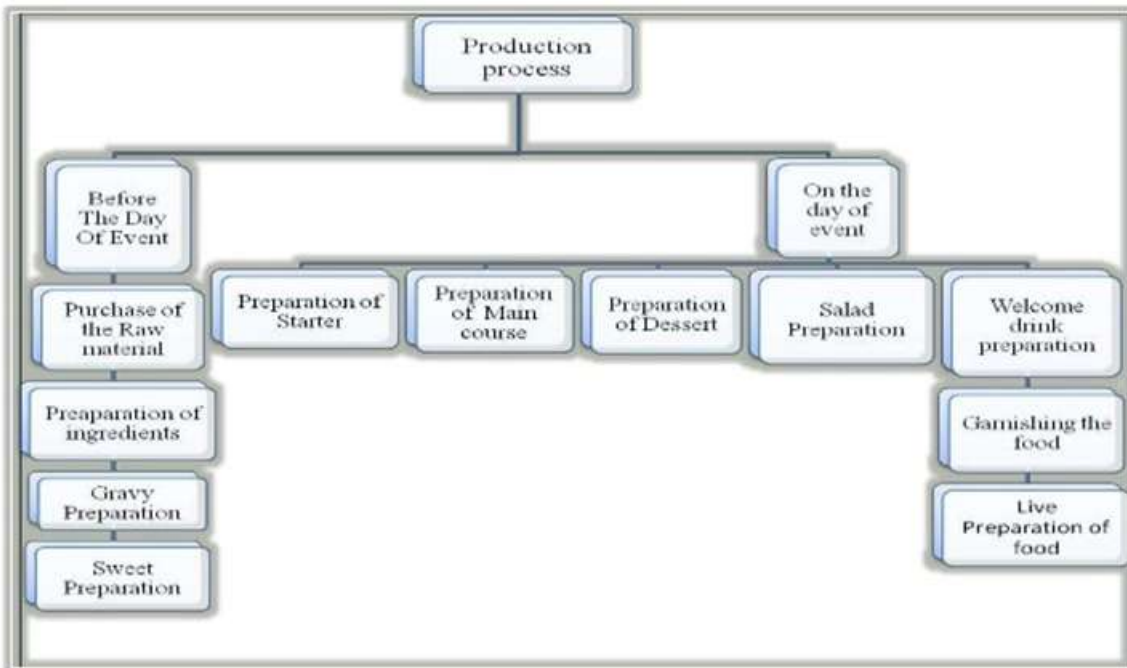 Production
process
Before
The Day
Of Event
On the
day of
event
Purchase of
the Raw
material
Preaparation of
ingredients
Gravy
Preparation
Sweet
Preparation
Preparation of
Starter
Preparation
of Main
course
Preparation
of Dessert
Salad
Preparation
Welcome
drink
preparation
Garnishing the
food
Live
Preparation of
food